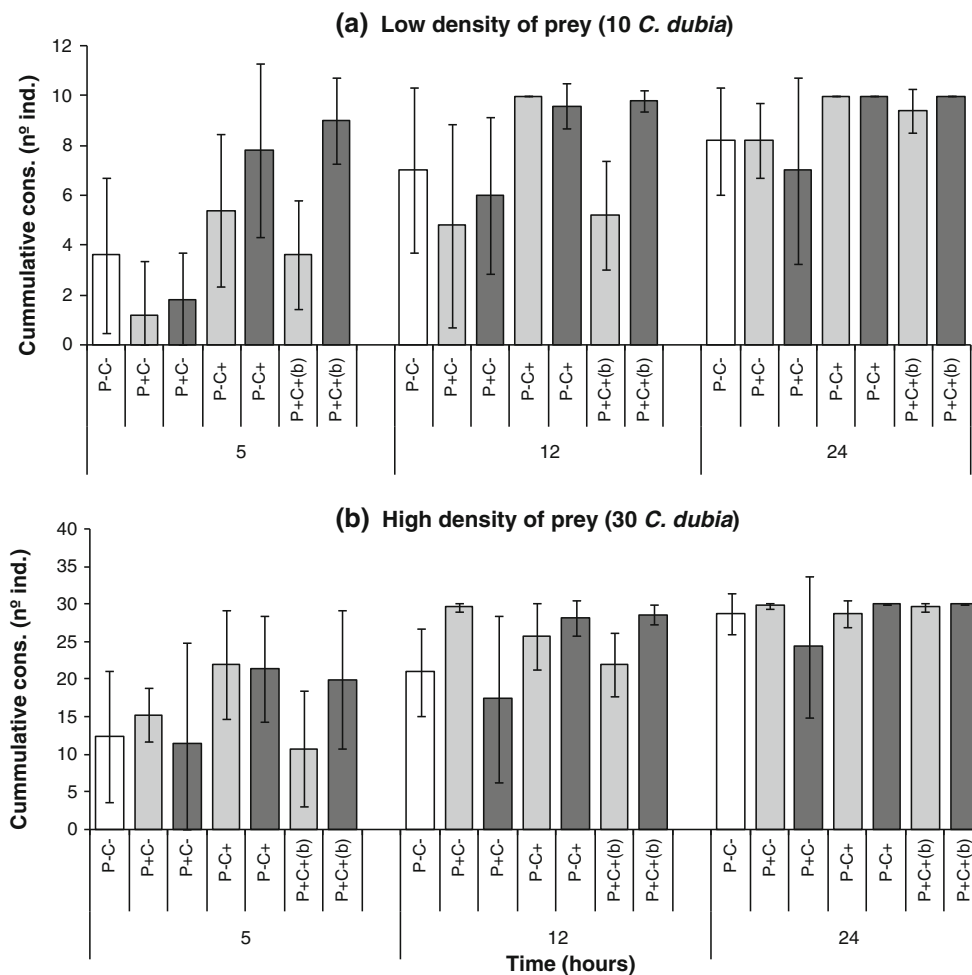 (a) Low density of prey (10 C. dubia)
Cummulative cons. (nº ind.)
12
10
8
6
4
2
0
P-C- P+C- P+C- P-C+ P-C+ P+C+(b) P+C+(b) P-C- P+C- P+C- P-C+ P-C+ P+C+(b) P+C+(b) P-C- P+C- P+C- P-C+ P-C+ P+C+(b) P+C+(b)
5 12 24
(b) High density of prey (30 C. dubia)
Cummulative cons. (nº ind.)
40
35
30
25
20
15
10
5
0
P-C- P+C- P+C- P-C+ P-C+ P+C+(b) P+C+(b) P-C- P+C- P+C- P-C+ P-C+ P+C+(b) P+C+(b) P-C- P+C- P+C- P-C+ P-C+ P+C+(b) P+C+(b)
5 12 24
Time (hours)